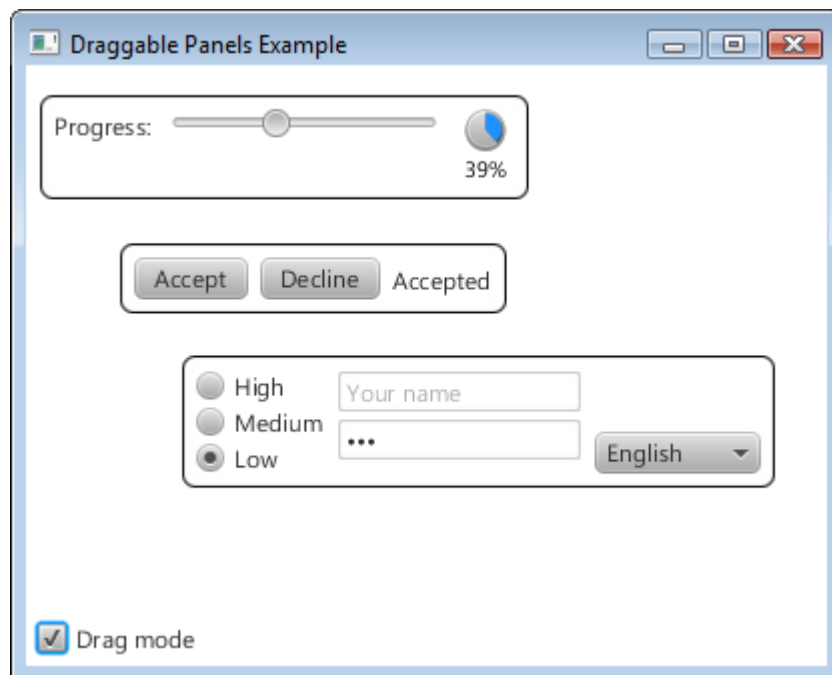 Draggable Panels Example
Progress:
39%
Accept Decline Accepted
High
Your name
Medium
•••
Low
English
Drag mode